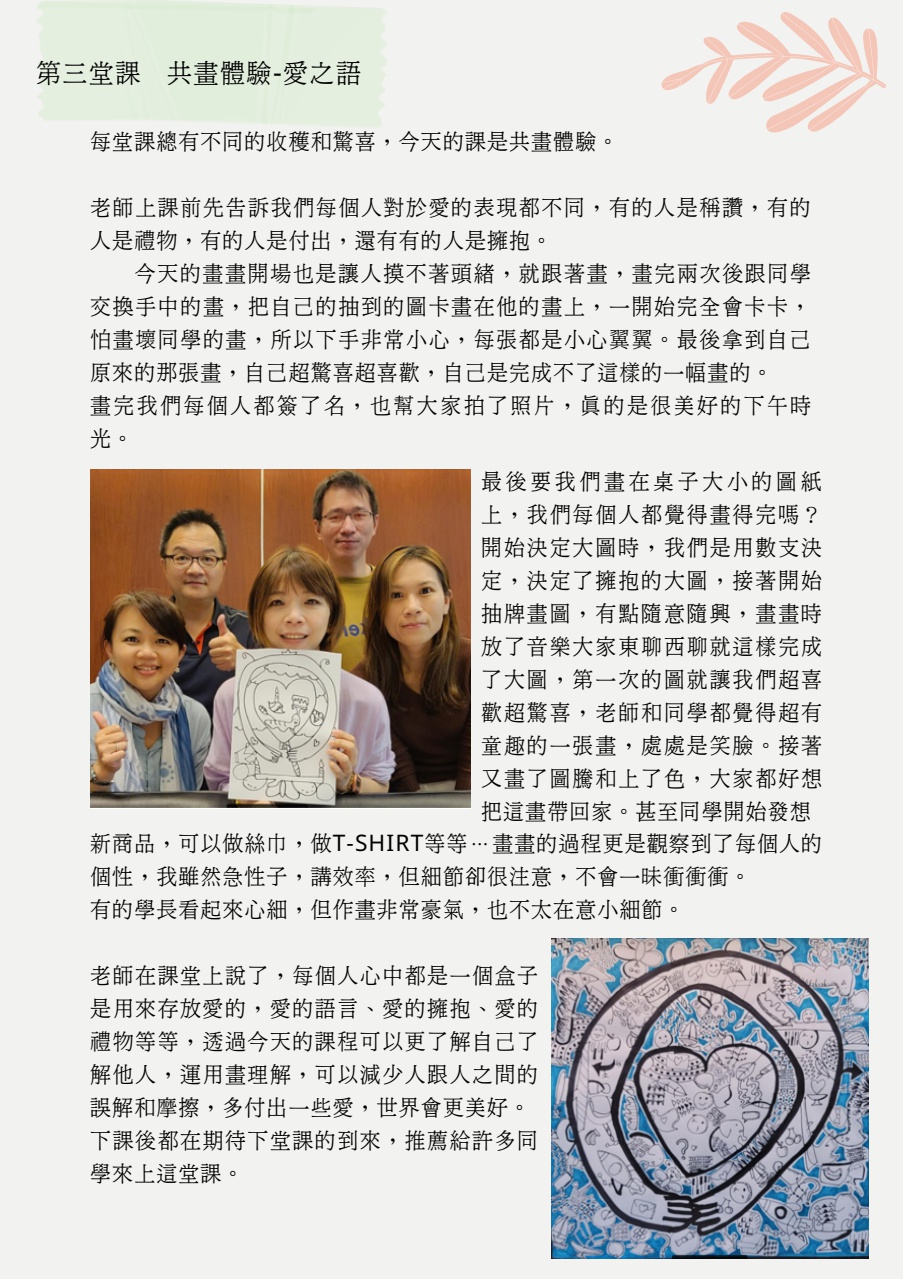 第三堂課　共畫體驗-愛之語
每堂課總有不同的收穫和驚喜，今天的課是共畫體驗。
老師上課前先告訴我們每個人對於愛的表現都不同，有的人是稱讚，有的
人是禮物，有的人是付出，還有有的人是擁抱。
今天的畫畫開場也是讓人摸不著頭緒，就跟著畫，畫完兩次後跟同學
交換手中的畫，把自己的抽到的圖卡畫在他的畫上，一開始完全會卡卡，
怕畫壞同學的畫，所以下手非常小心，每張都是小心翼翼。最後拿到自己
原來的那張畫，自己超驚喜超喜歡，自己是完成不了這樣的一幅畫的。
畫完我們每個人都簽了名，也幫大家拍了照片，真的是很美好的下午時
光。
最後要我們畫在桌子大小的圖紙
上，我們每個人都覺得畫得完嗎？
開始決定大圖時，我們是用數支決
定，決定了擁抱的大圖，接著開始
抽牌畫圖，有點隨意隨興，畫畫時
放了音樂大家東聊西聊就這樣完成
了大圖，第一次的圖就讓我們超喜
歡超驚喜，老師和同學都覺得超有
童趣的一張畫，處處是笑臉。接著
又畫了圖騰和上了色，大家都好想
把這畫帶回家。甚至同學開始發想
新商品，可以做絲巾，做T-SHIRT等等…畫畫的過程更是觀察到了每個人的
個性，我雖然急性子，講效率，但細節卻很注意，不會一昧衝衝衝。
有的學長看起來心細，但作畫非常豪氣，也不太在意小細節。
老師在課堂上說了，每個人心中都是一個盒子
是用來存放愛的，愛的語言、愛的擁抱、愛的
禮物等等，透過今天的課程可以更了解自己了
解他人，運用畫理解，可以減少人跟人之間的
誤解和摩擦，多付出一些愛，世界會更美好。
下課後都在期待下堂課的到來，推薦給許多同
學來上這堂課。